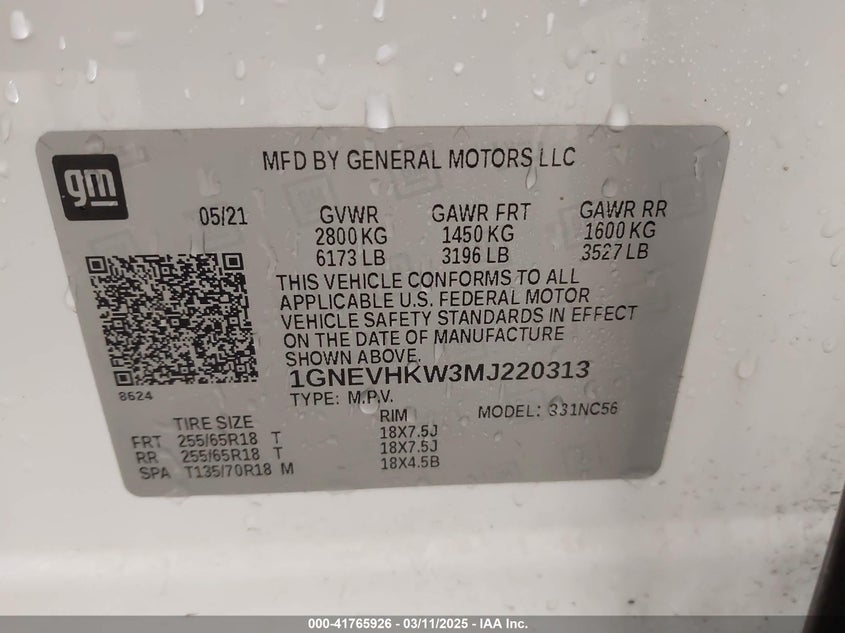 gm
MFD BY GENERAL MOTORS LLC
05/21 GVWR GAWR FRT GAWR RR
2800 KG 1450 KG 1600 KG
6173 LB 3196 LB 3527 LB
THIS VEHICLE CONFORMS TO ALL
APPLICABLE U.S. FEDERAL MOTOR
VEHICLE SAFETY STANDARDS IN EFFECT
ON THE DATE OF MANUFACTURE
SHOWN ABOVE.
1GNEVHKW3MJ220313
8624
TYPE: M.P.V. MODEL: 331NC56
TIRE SIZE RIM
FRT 255/65R18 T 18X7.5J
RR 255/65R18 T 18X7.5J
SPA T135/70R18 M 18X4.5B
000-41765926 - 03/11/2025 - IAA Inc.